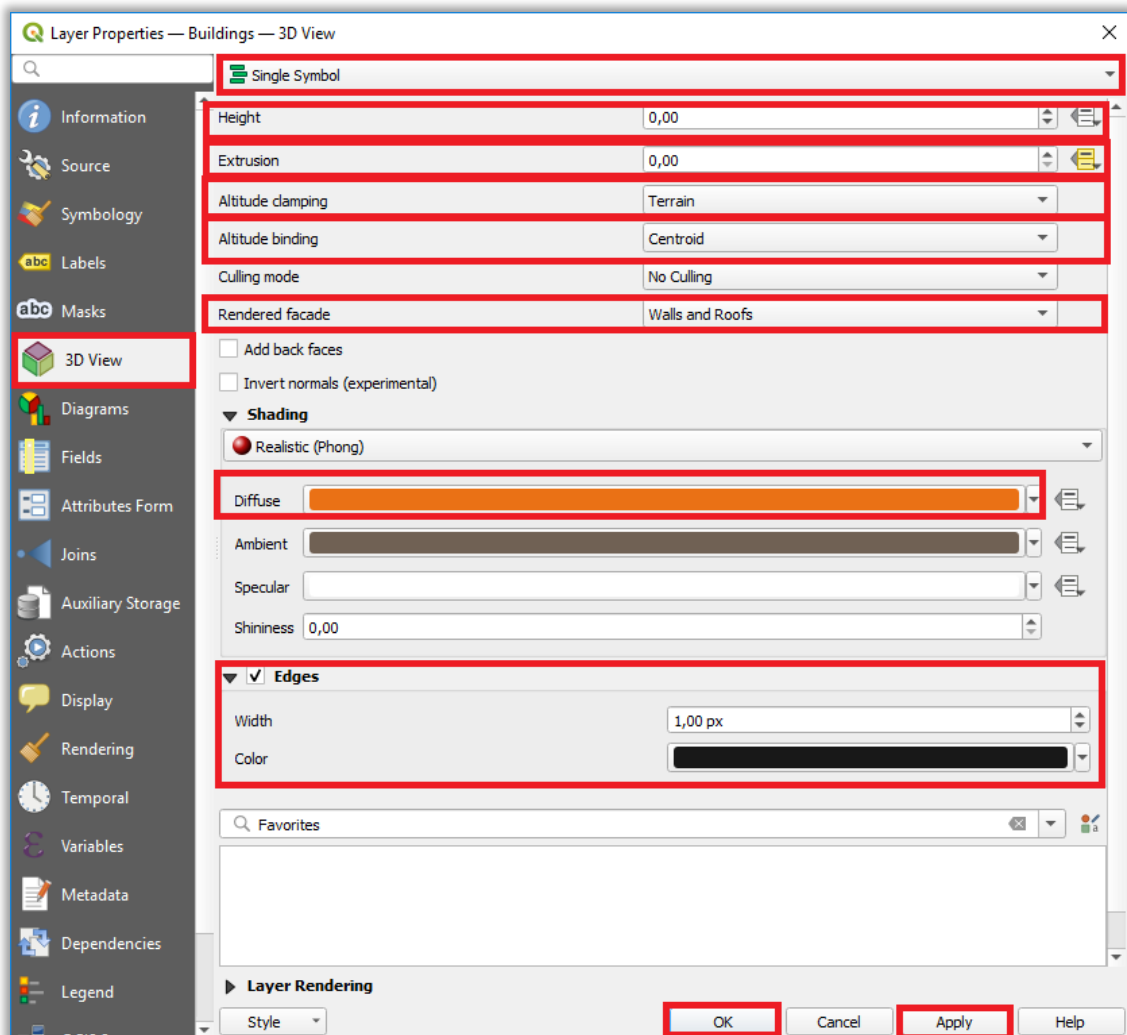 Layer Properties — Buildings — 3D View
Single Symbol
Information
Source
Symbology
abc Labels
abc Masks
3D View
Diagrams
Fields
Attributes Form
Joins
Auxiliary Storage
Actions
Display
Rendering
Temporal
Variables
Metadata
Dependencies
Legend
Height 0,00
Extrusion 0,00
Altitude clamping Terrain
Altitude binding Centroid
Culling mode No Culling
Rendered facade Walls and Roofs
Add back faces
Invert normals (experimental)
Shading
Realistic (Phong)
Diffuse
Ambient
Specular
Shininess 0,00
Edges
Width 1,00 px
Color
Favorites
Layer Rendering
Style OK Cancel Apply Help